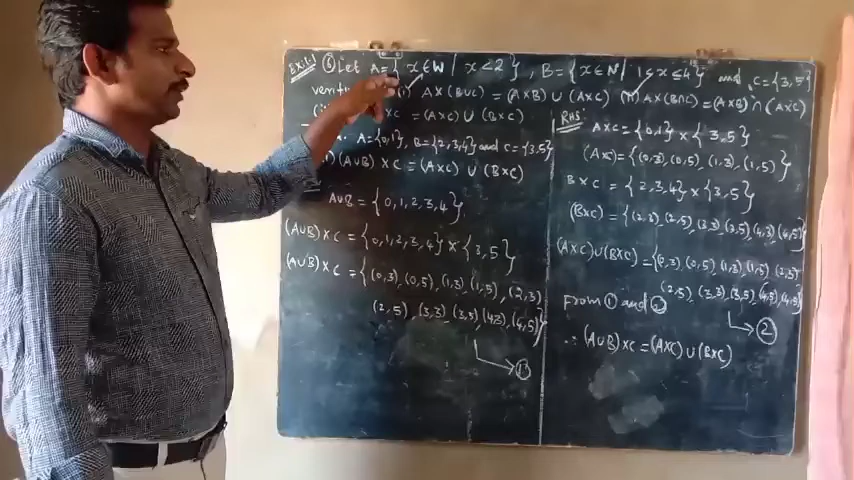 Ex:1.1 ⑥ Let A = { x∈W | x<2 }, B = { x∈N | 1<x≤4 } and C = {3,5}
A×(B∪C) = (A×B) ∪ (A×C) (ii) A×(B∩C) = (A×B) ∩ (A×C)
×C = (A×C) ∪ (B×C)
A={0,1}, B={2,3,4} and C={3,5}
(A∪B) ×C = (A×C) ∪ (B×C)
A∪B = {0,1,2,3,4}
(A∪B)×C = {0,1,2,3,4} × {3,5}
(A∪B)×C = {(0,3),(0,5),(1,3),(1,5),(2,3)
(2,5),(3,3)(3,5)(4,3),(4,5)}
①
RHS:
A×C = {0,1} × {3,5}
(A×C) = {(0,3),(0,5),(1,3),(1,5)}
B×C = {2,3,4} × {3,5}
(B×C) = {(2,3),(2,5),(3,3),(3,5),(4,3),(4,5)}
(A×C)∪(B×C) = {(0,3),(0,5),(1,3),(1,5),(2,3)
(2,5),(3,3),(3,5),(4,5),(4,5)}
②
From ① and ②
∴ (A∪B)×C = (A×C) ∪ (B×C)